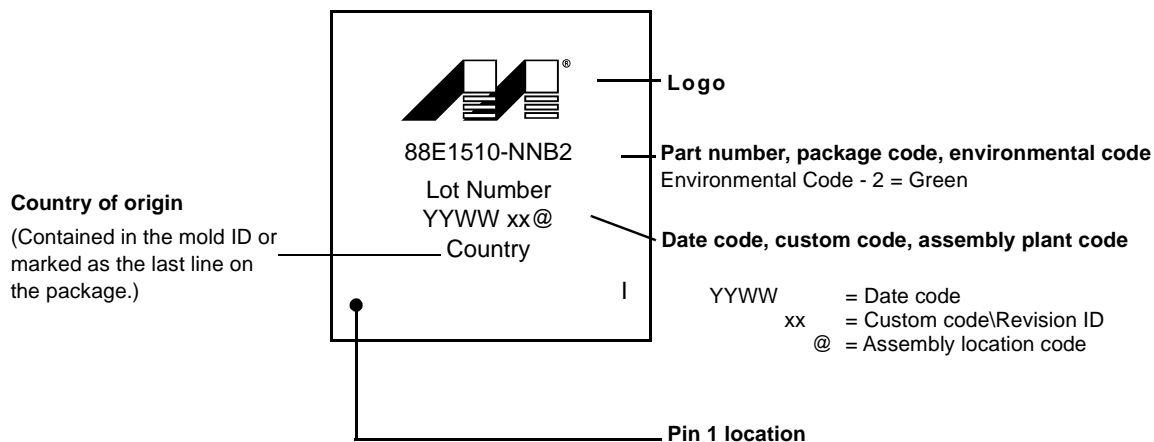 ®
Logo
88E1510-NNB2
Part number, package code, environmental code
Environmental Code - 2 = Green
Lot Number
YYWW xx@
Country
Date code, custom code, assembly plant code
Country of origin
(Contained in the mold ID or
marked as the last line on
the package.)
I
YYWW = Date code
xx = Custom code\Revision ID
@ = Assembly location code
Pin 1 location